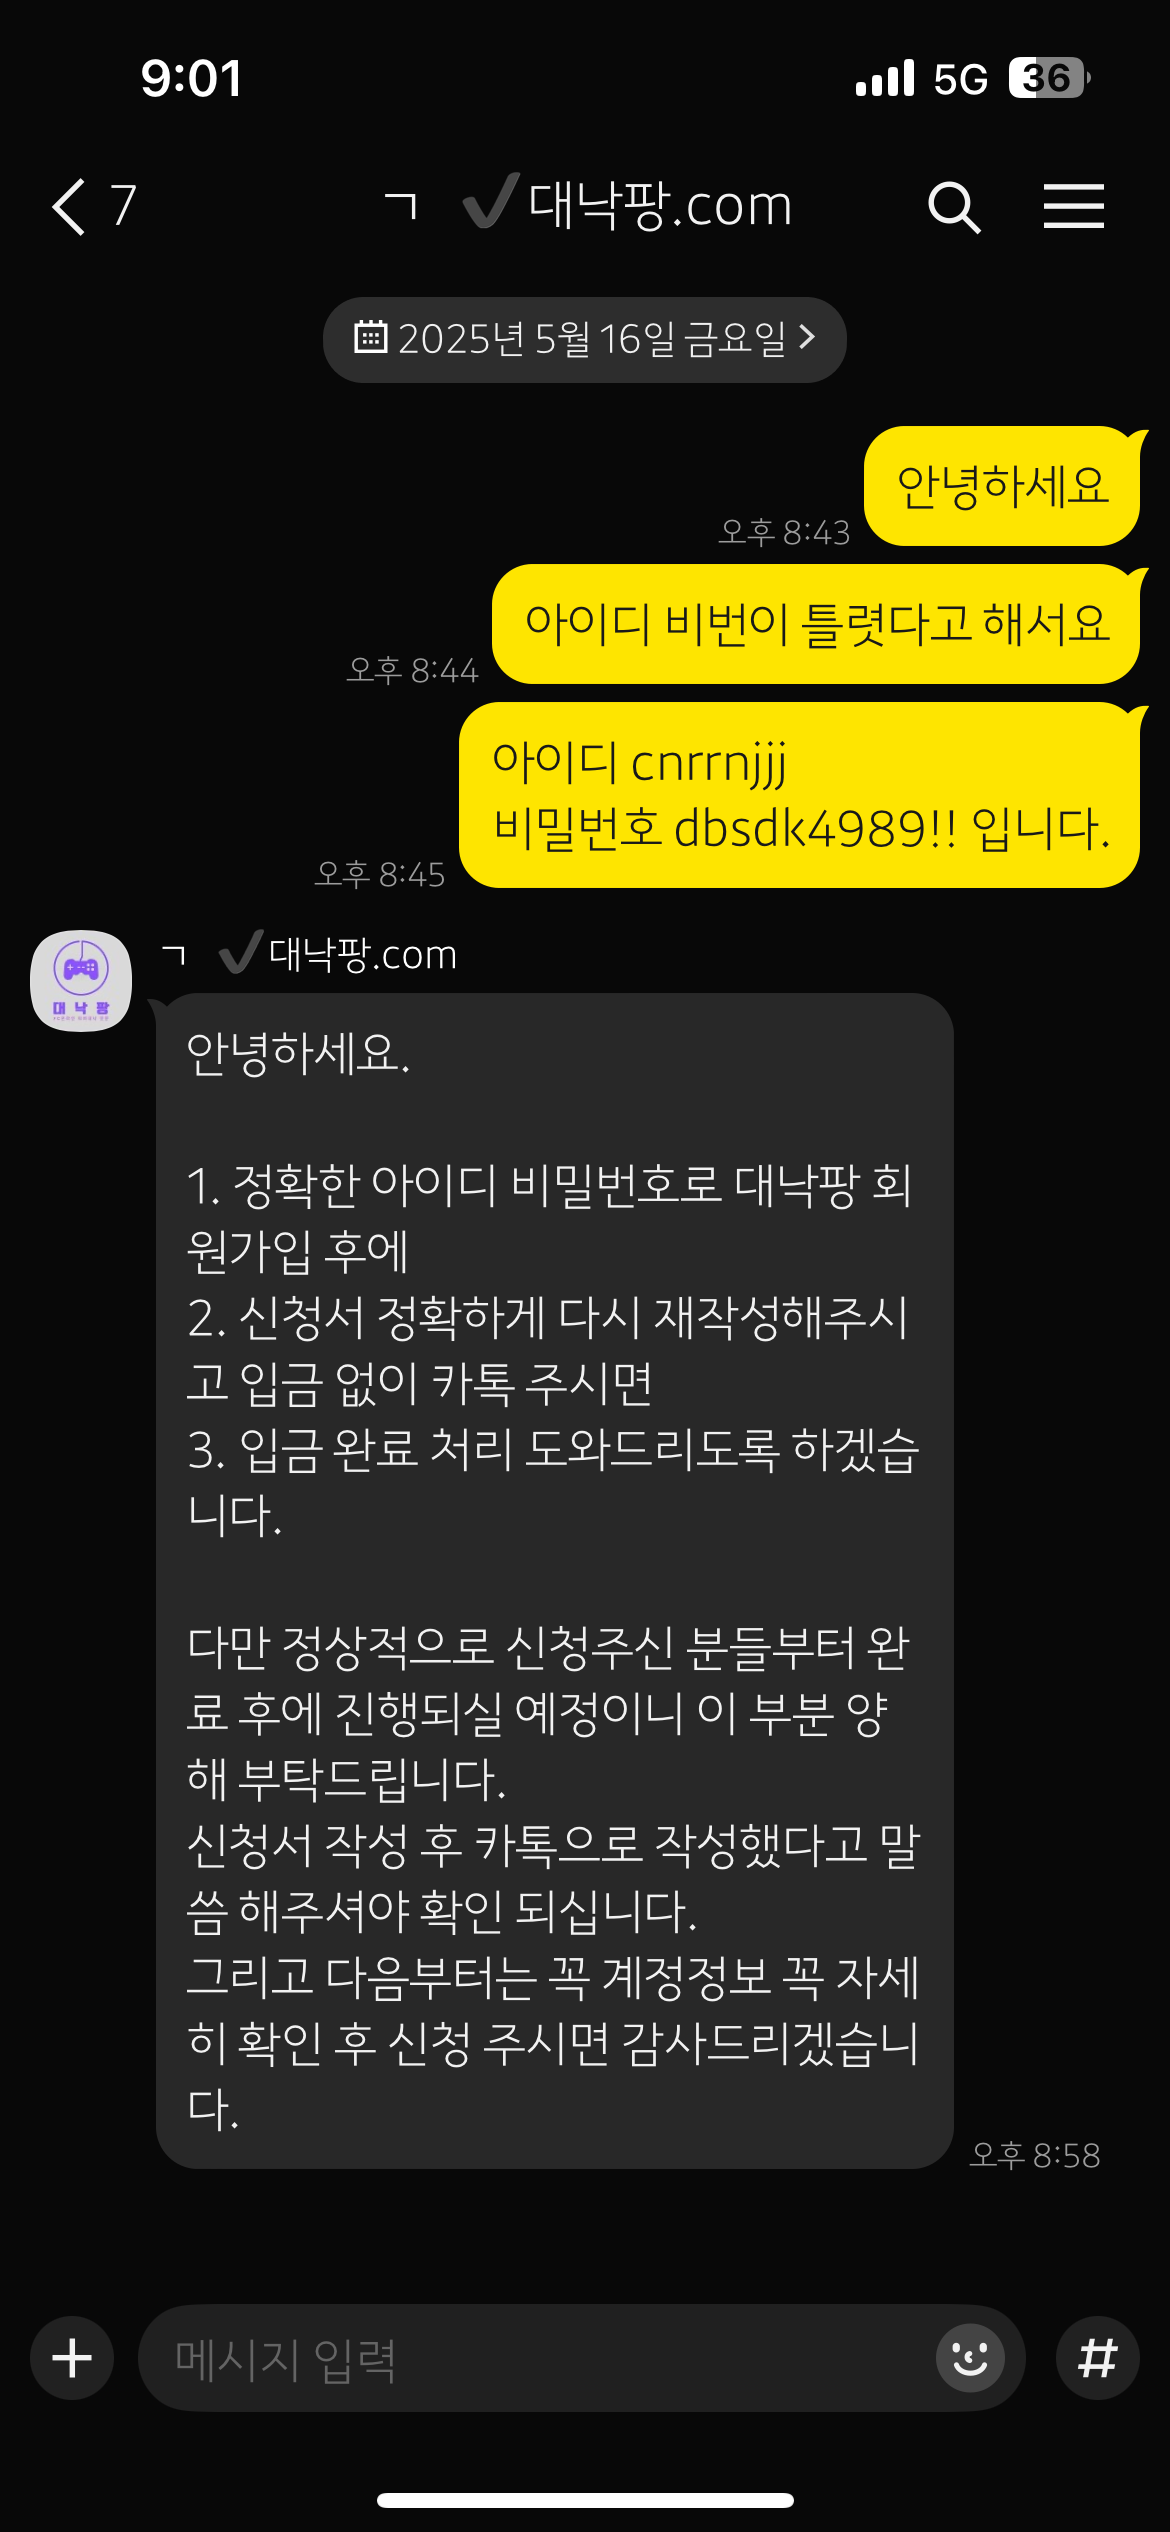 9:01
5G 36
7
ㄱ ✔대낙팡.com
2025년 5월 16일 금요일
안녕하세요
오후 8:43
아이디 비번이 틀렷다고 해서요
오후 8:44
아이디 cnrrnjjj
비밀번호 dbsdk4989!! 입니다.
오후 8:45
ㄱ ✔대낙팡.com
대 낙 팡
안녕하세요.
1. 정확한 아이디 비밀번호로 대낙팡 회
원가입 후에
2. 신청서 정확하게 다시 재작성해주시
고 입금 없이 카톡 주시면
3. 입금 완료 처리 도와드리도록 하겠습
니다.
다만 정상적으로 신청주신 분들부터 완
료 후에 진행되실 예정이니 이 부분 양
해 부탁드립니다.
신청서 작성 후 카톡으로 작성했다고 말
씀 해주셔야 확인 되십니다.
그리고 다음부터는 꼭 계정정보 꼭 자세
히 확인 후 신청 주시면 감사드리겠습니
다.
오후 8:58
메시지 입력
#